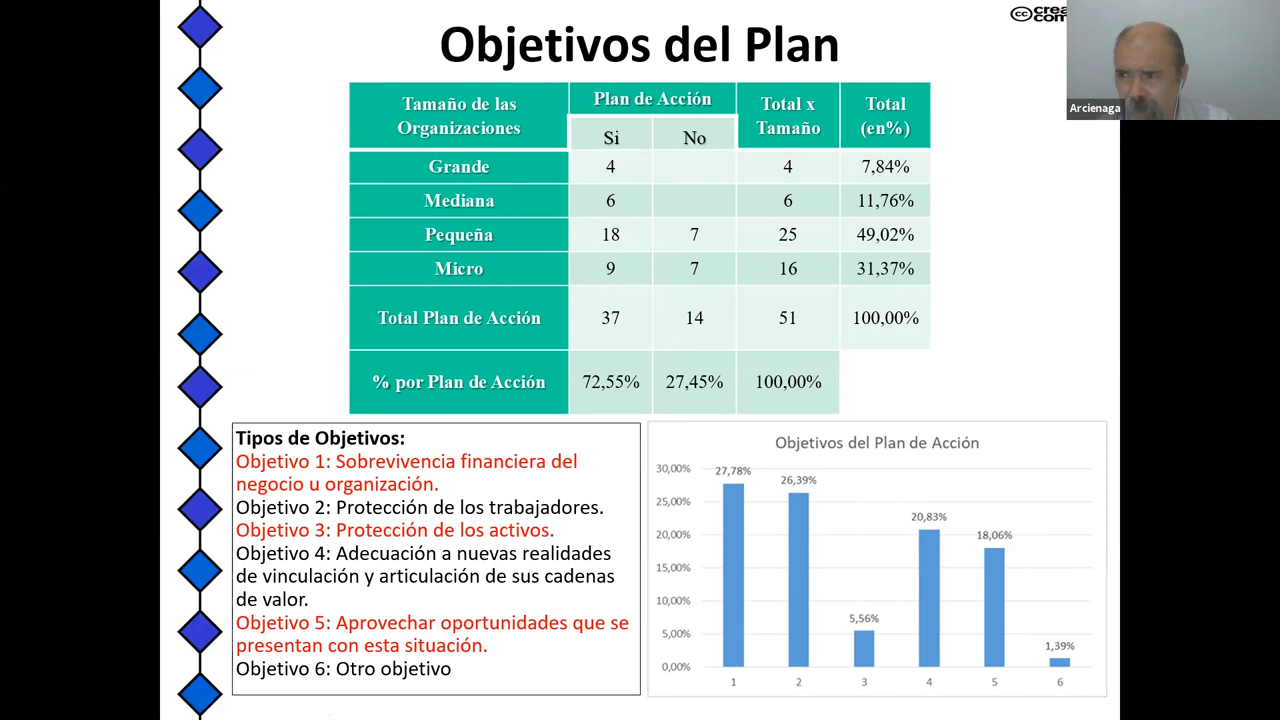 Objetivos del Plan
cc
Arcienaga
Tamaño de las Organizaciones Plan de Acción Total x Tamaño Total (en%)
Si No
Grande 4 4 7,84%
Mediana 6 6 11,76%
Pequeña 18 7 25 49,02%
Micro 9 7 16 31,37%
Total Plan de Acción 37 14 51 100,00%
% por Plan de Acción 72,55% 27,45% 100,00%
Tipos de Objetivos:
Objetivo 1: Sobrevivencia financiera del
negocio u organización.
Objetivo 2: Protección de los trabajadores.
Objetivo 3: Protección de los activos.
Objetivo 4: Adecuación a nuevas realidades
de vinculación y articulación de sus cadenas
de valor.
Objetivo 5: Aprovechar oportunidades que se
presentan con esta situación.
Objetivo 6: Otro objetivo
Objetivos del Plan de Acción
30,00%
25,00%
20,00%
15,00%
10,00%
5,00%
0,00%
27,78% 26,39% 5,56% 20,83% 18,06% 1,39%
1 2 3 4 5 6